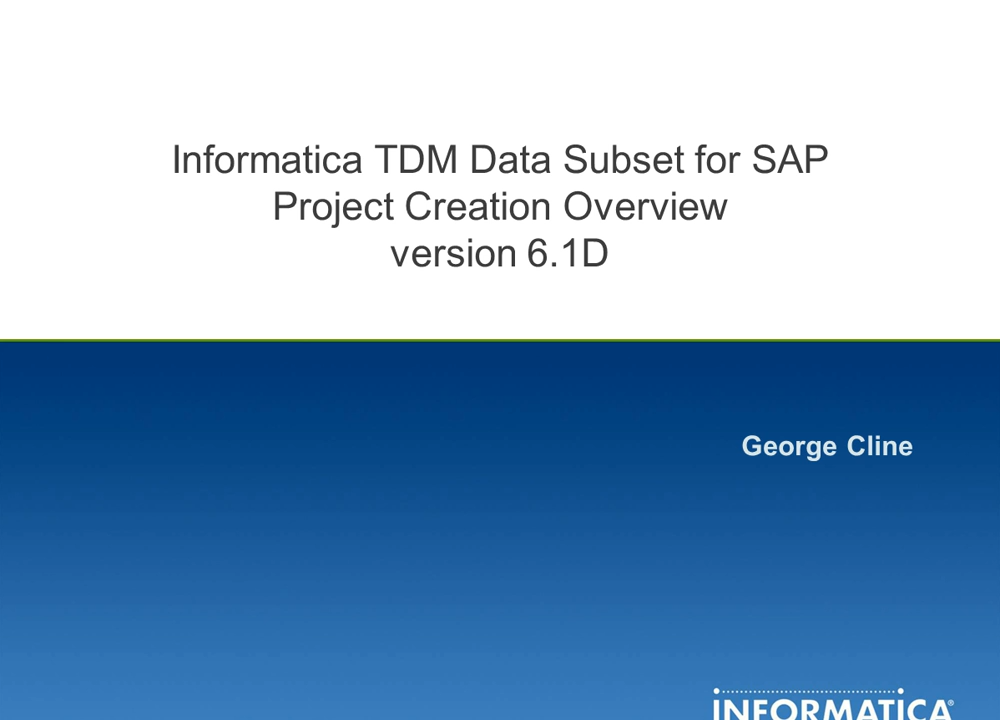 Informatica TDM Data Subset for SAP
Project Creation Overview
version 6.1D
George Cline
INFORMATICA®